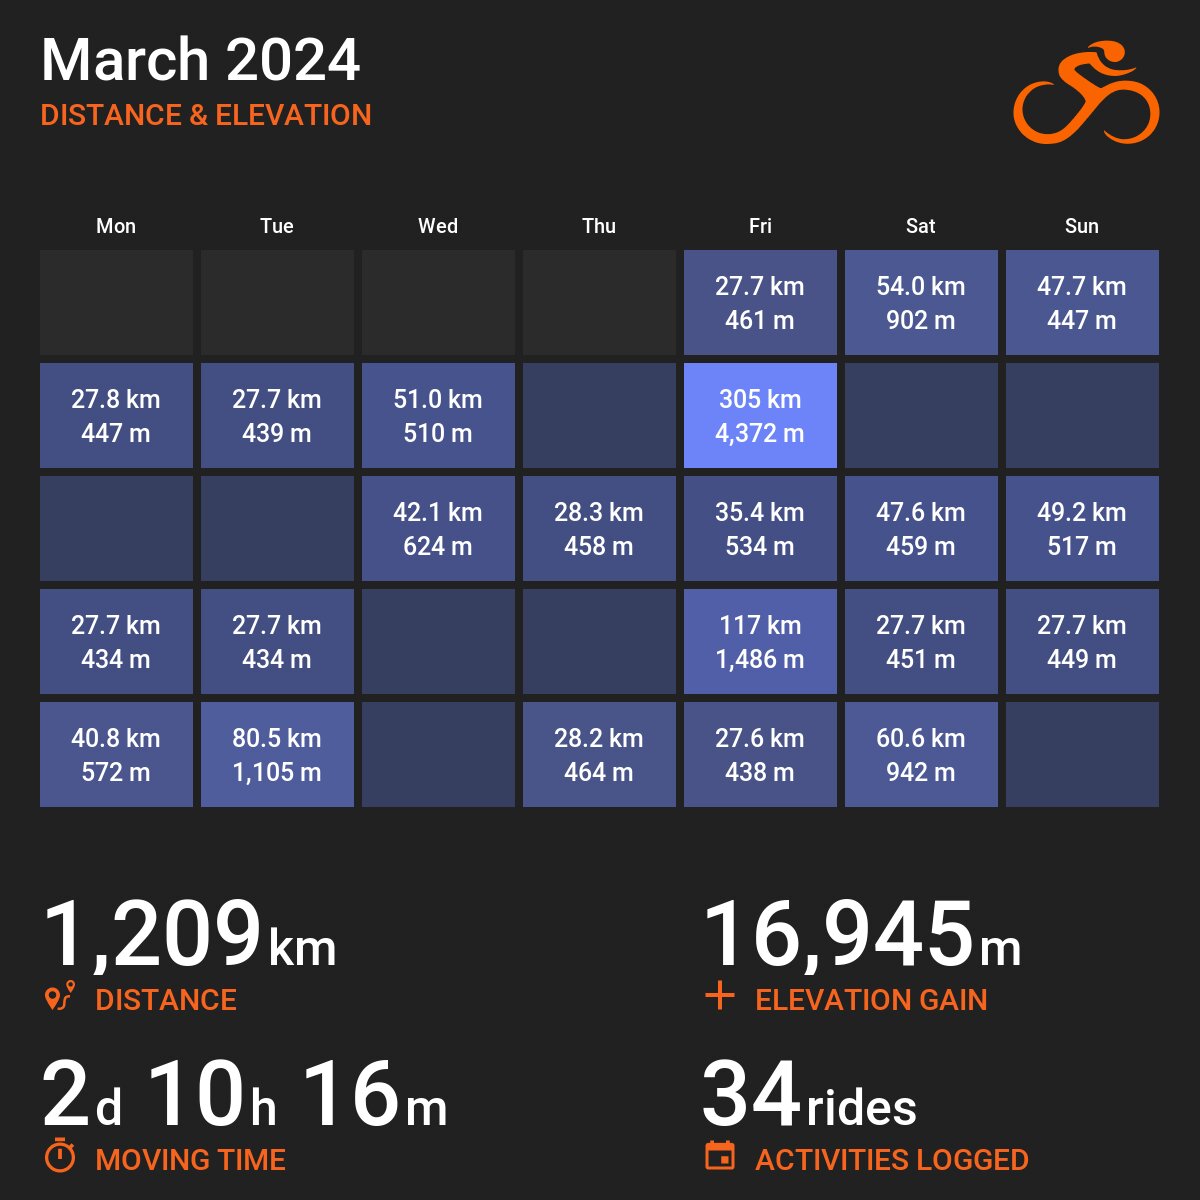 March 2024
DISTANCE & ELEVATION
Mon Tue Wed Thu Fri Sat Sun
27.7 km 54.0 km 47.7 km
461 m 902 m 447 m
27.8 km 27.7 km 51.0 km 305 km
447 m 439 m 510 m 4,372 m
42.1 km 28.3 km 35.4 km 47.6 km 49.2 km
624 m 458 m 534 m 459 m 517 m
27.7 km 27.7 km 117 km 27.7 km 27.7 km
434 m 434 m 1,486 m 451 m 449 m
40.8 km 80.5 km 28.2 km 27.6 km 60.6 km
572 m 1,105 m 464 m 438 m 942 m
1,209 km 16,945 m
DISTANCE ELEVATION GAIN
2d 10h 16m 34 rides
MOVING TIME ACTIVITIES LOGGED